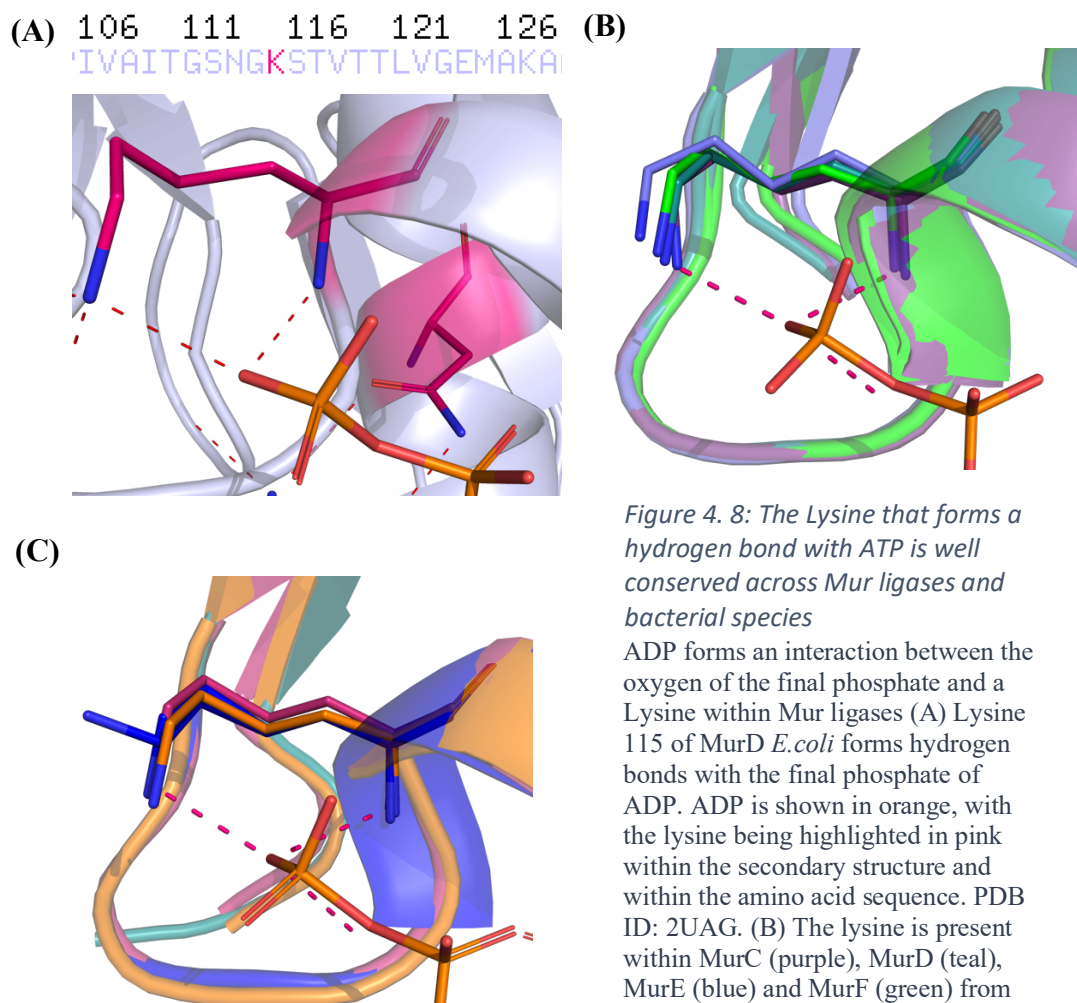 (A)
106 111 116 121 126
PIVAITGSNGKSTVTTLVGEMAKA
(B)
(C)
Figure 4. 8: The Lysine that forms a
hydrogen bond with ATP is well
conserved across Mur ligases and
bacterial species
ADP forms an interaction between the
oxygen of the final phosphate and a
Lysine within Mur ligases (A) Lysine
115 of MurD E.coli forms hydrogen
bonds with the final phosphate of
ADP. ADP is shown in orange, with
the lysine being highlighted in pink
within the secondary structure and
within the amino acid sequence. PDB
ID: 2UAG. (B) The lysine is present
within MurC (purple), MurD (teal),
MurE (blue) and MurF (green) from